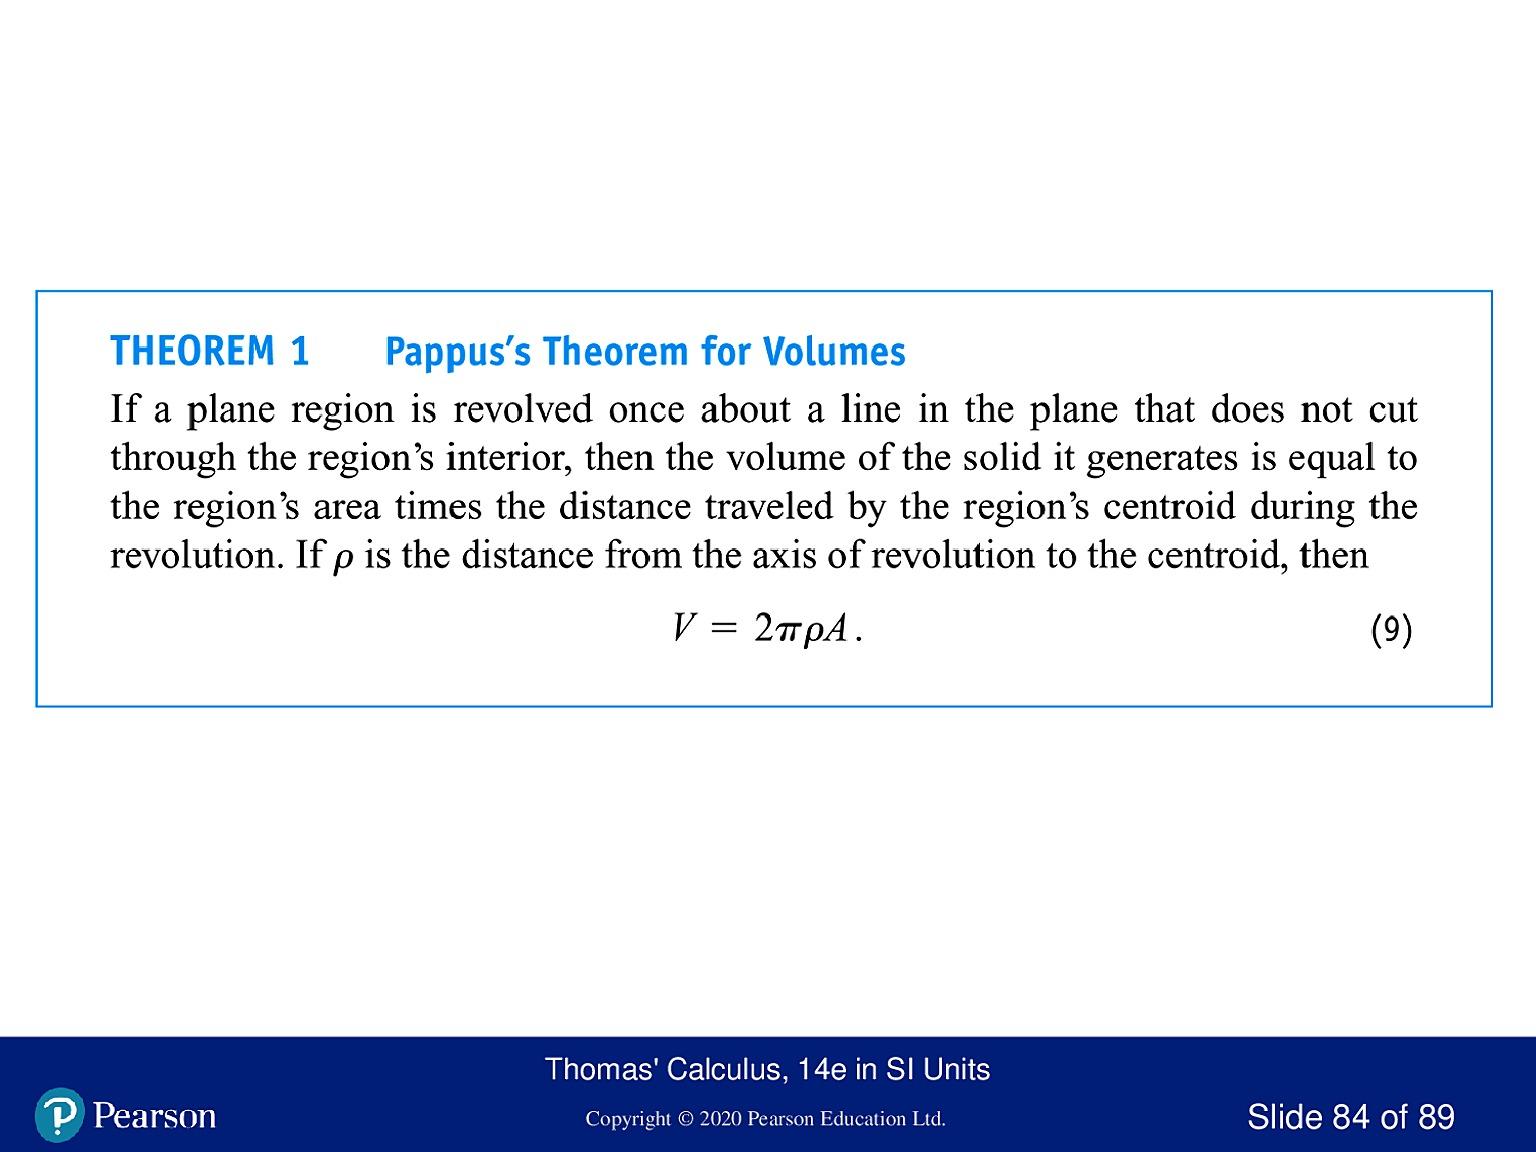 THEOREM 1 Pappus’s Theorem for Volumes
If a plane region is revolved once about a line in the plane that does not cut
through the region’s interior, then the volume of the solid it generates is equal to
the region’s area times the distance traveled by the region’s centroid during the
revolution. If ρ is the distance from the axis of revolution to the centroid, then
V = 2πρA. (9)
Thomas' Calculus, 14e in SI Units
Pearson
Copyright © 2020 Pearson Education Ltd.
Slide 84 of 89